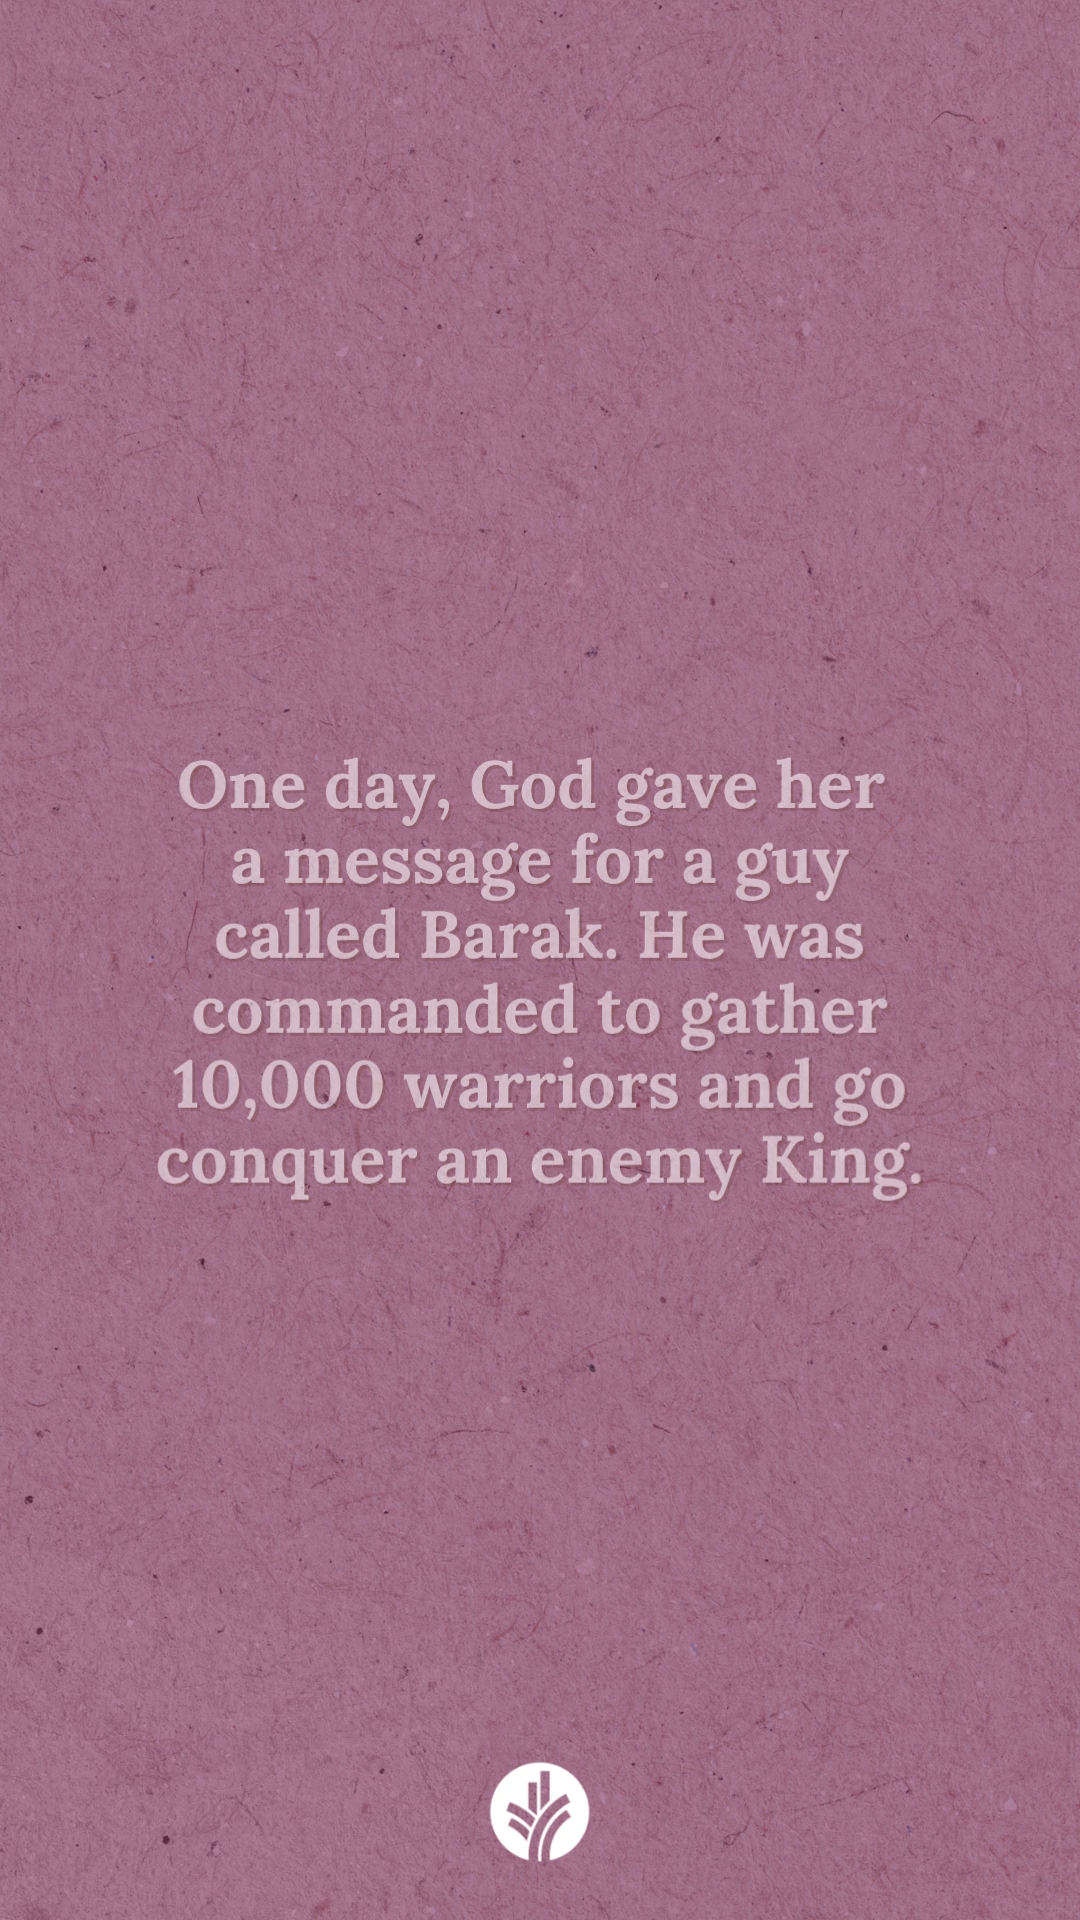 One day, God gave her
a message for a guy
called Barak. He was
commanded to gather
10,000 warriors and go
conquer an enemy King.